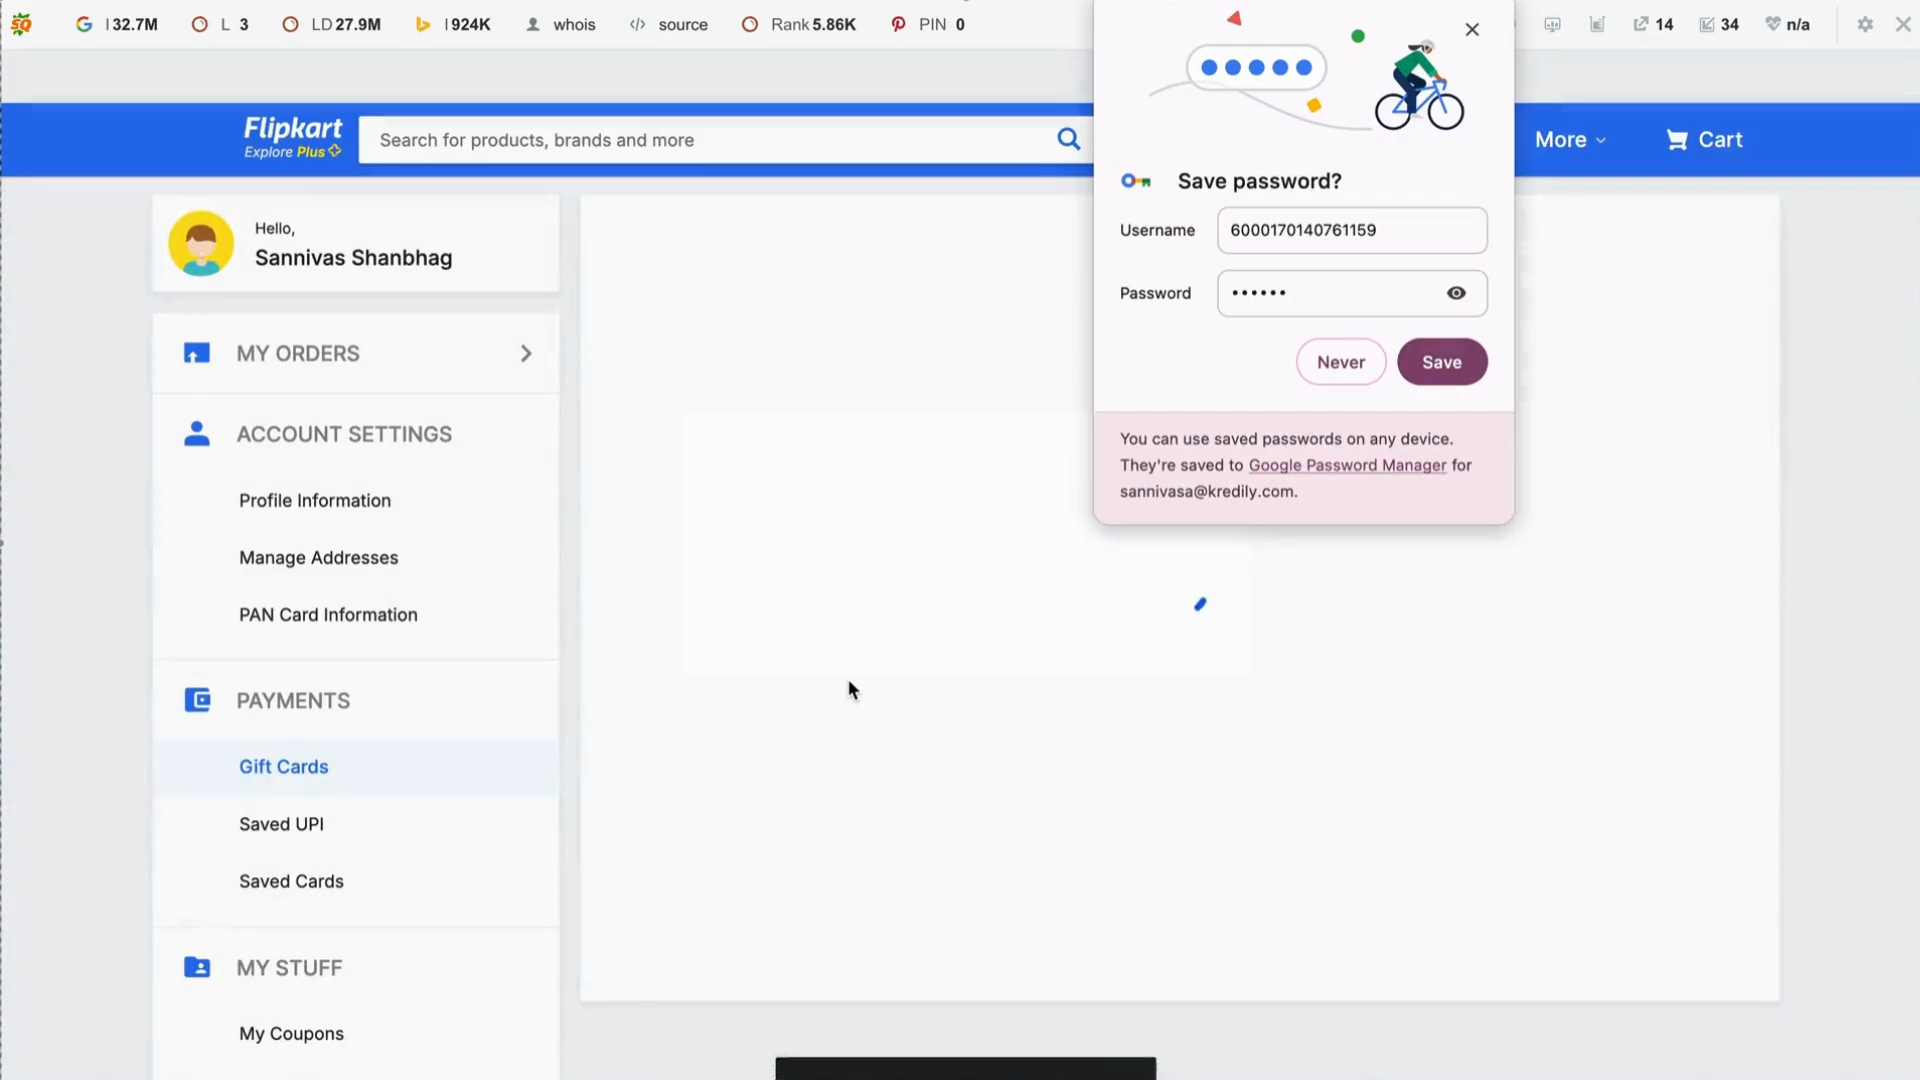 I 32.7M
L 3
LD 27.9M
I 924K
whois
source
Rank 5.86K
PIN 0
14
34
n/a
Flipkart
Explore Plus
Search for products, brands and more
More
Cart
Hello,
Sannivas Shanbhag
MY ORDERS
ACCOUNT SETTINGS
Profile Information
Manage Addresses
PAN Card Information
PAYMENTS
Gift Cards
Saved UPI
Saved Cards
MY STUFF
My Coupons
Save password?
Username 6000170140761159
Password ••••••
Never Save
You can use saved passwords on any device.
They're saved to Google Password Manager for
sannivasa@kredily.com.